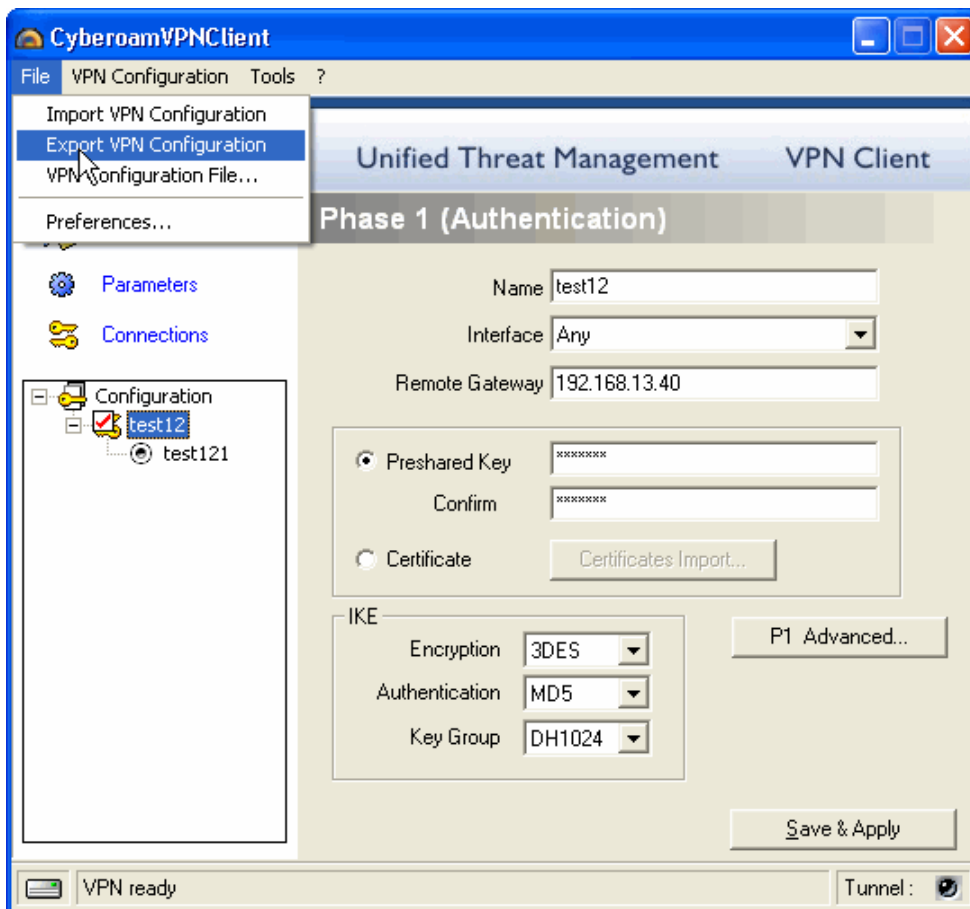 CyberoamVPNClient
File VPN Configuration Tools ?
Import VPN Configuration
Export VPN Configuration
VPN Configuration File...
Preferences...
Unified Threat Management VPN Client
Phase 1 (Authentication)
Parameters
Connections
Configuration
test12
test121
Name test12
Interface Any
Remote Gateway 192.168.13.40
Preshared Key *******
Confirm *******
Certificate Certificates Import...
IKE
Encryption 3DES
Authentication MD5
Key Group DH1024
P1 Advanced...
Save & Apply
VPN ready
Tunnel :